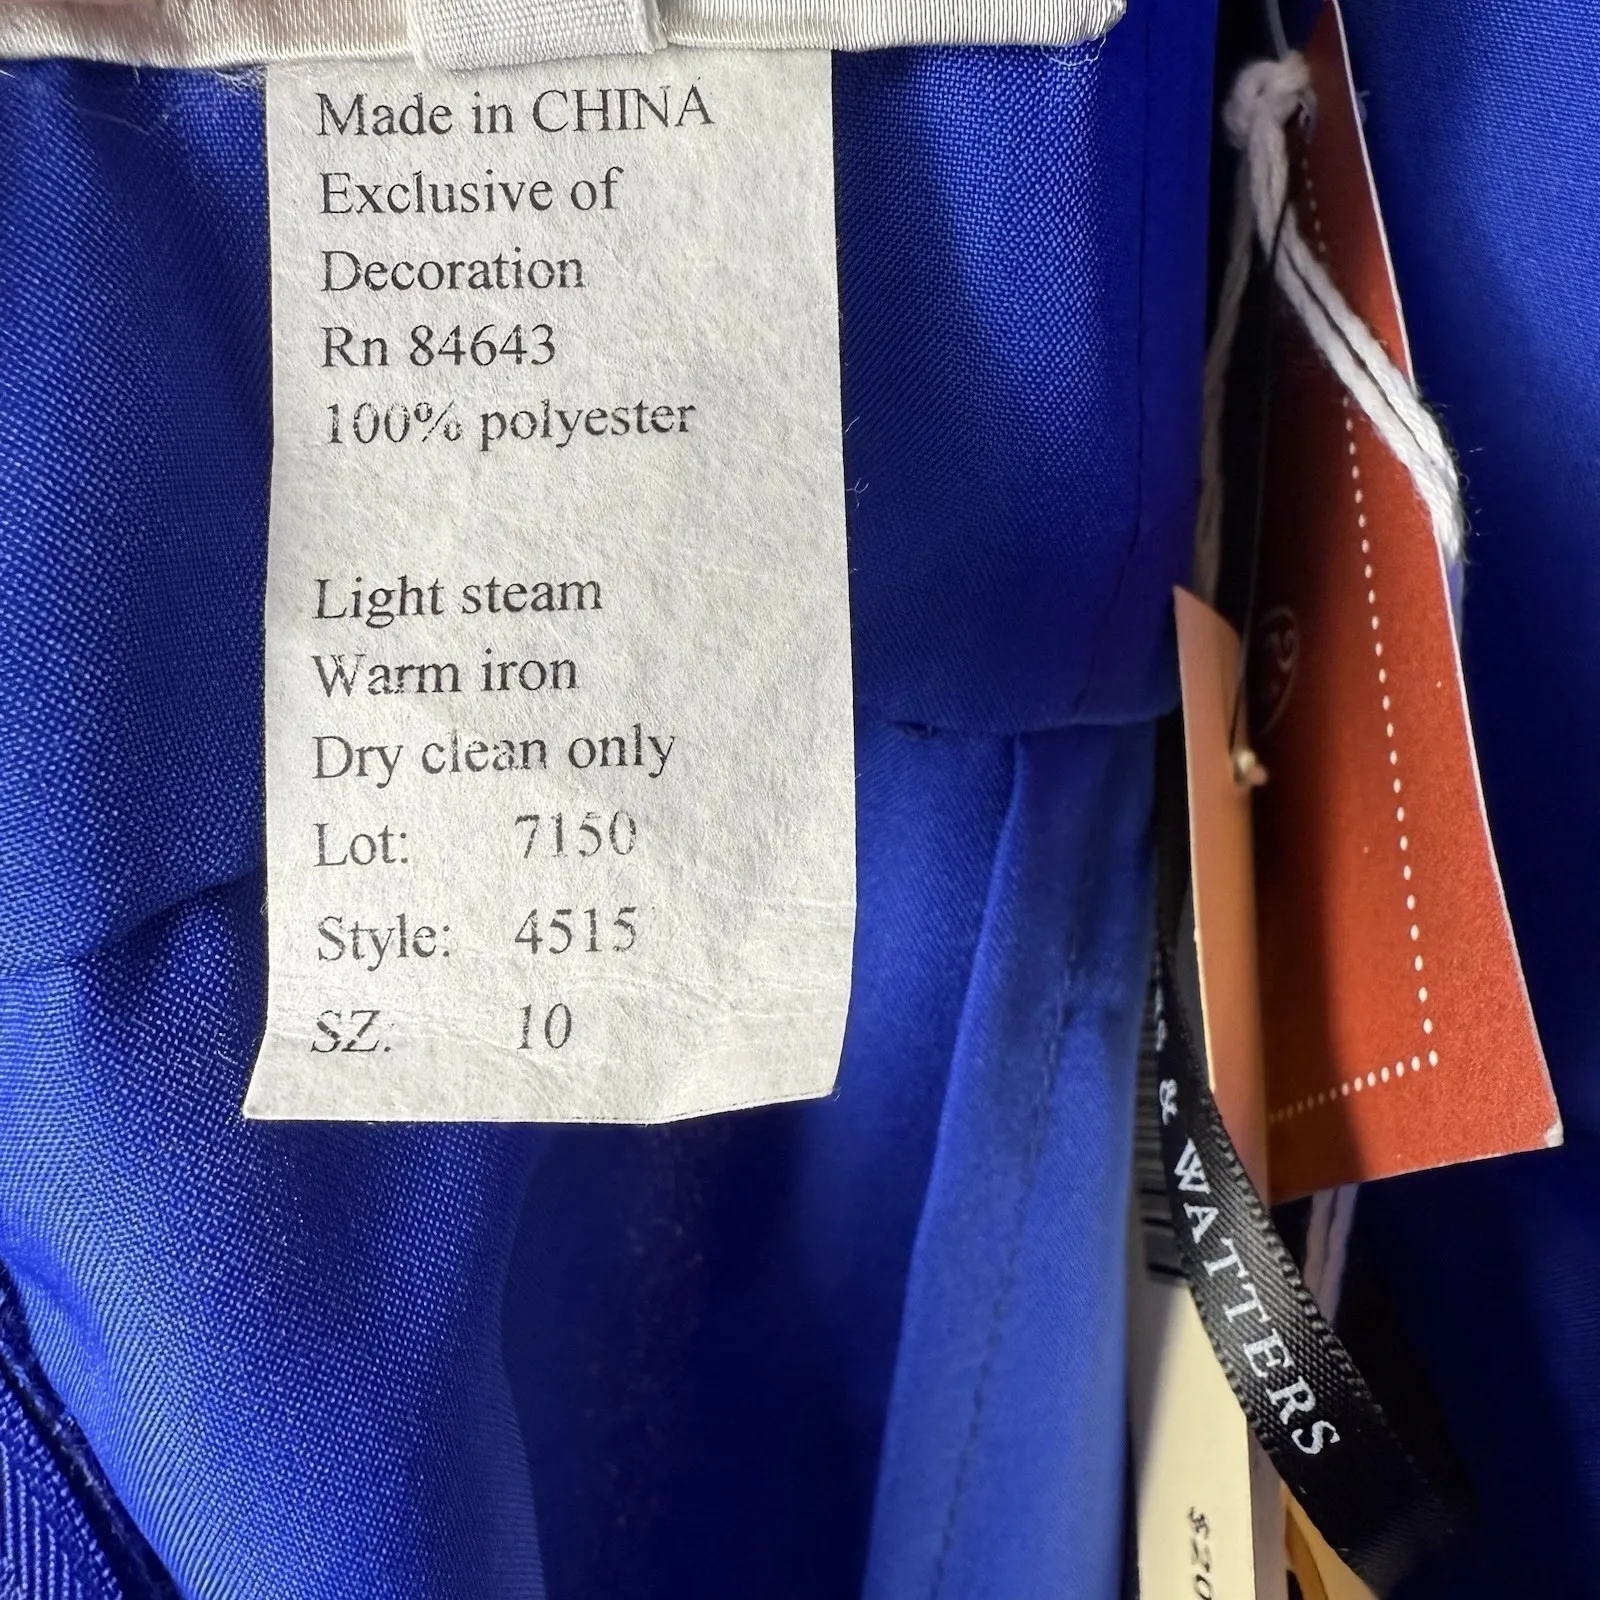 Made in CHINA
Exclusive of
Decoration
Rn 84643
100% polyester
Light steam
Warm iron
Dry clean only
Lot: 7150
Style: 4515
SZ: 10
& WATTERS
$20